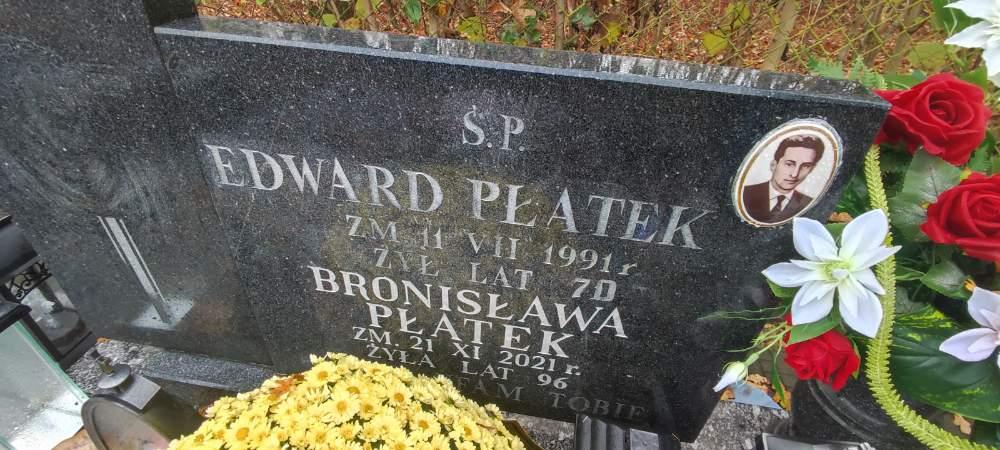 Ś.P.
EDWARD PŁATEK
ZM. 11 VII 1991 r
ŻYŁ LAT 70
BRONISŁAWA
PŁATEK
ZM. 21 XI 2021 r.
ŻYŁA LAT 96
TOBIE